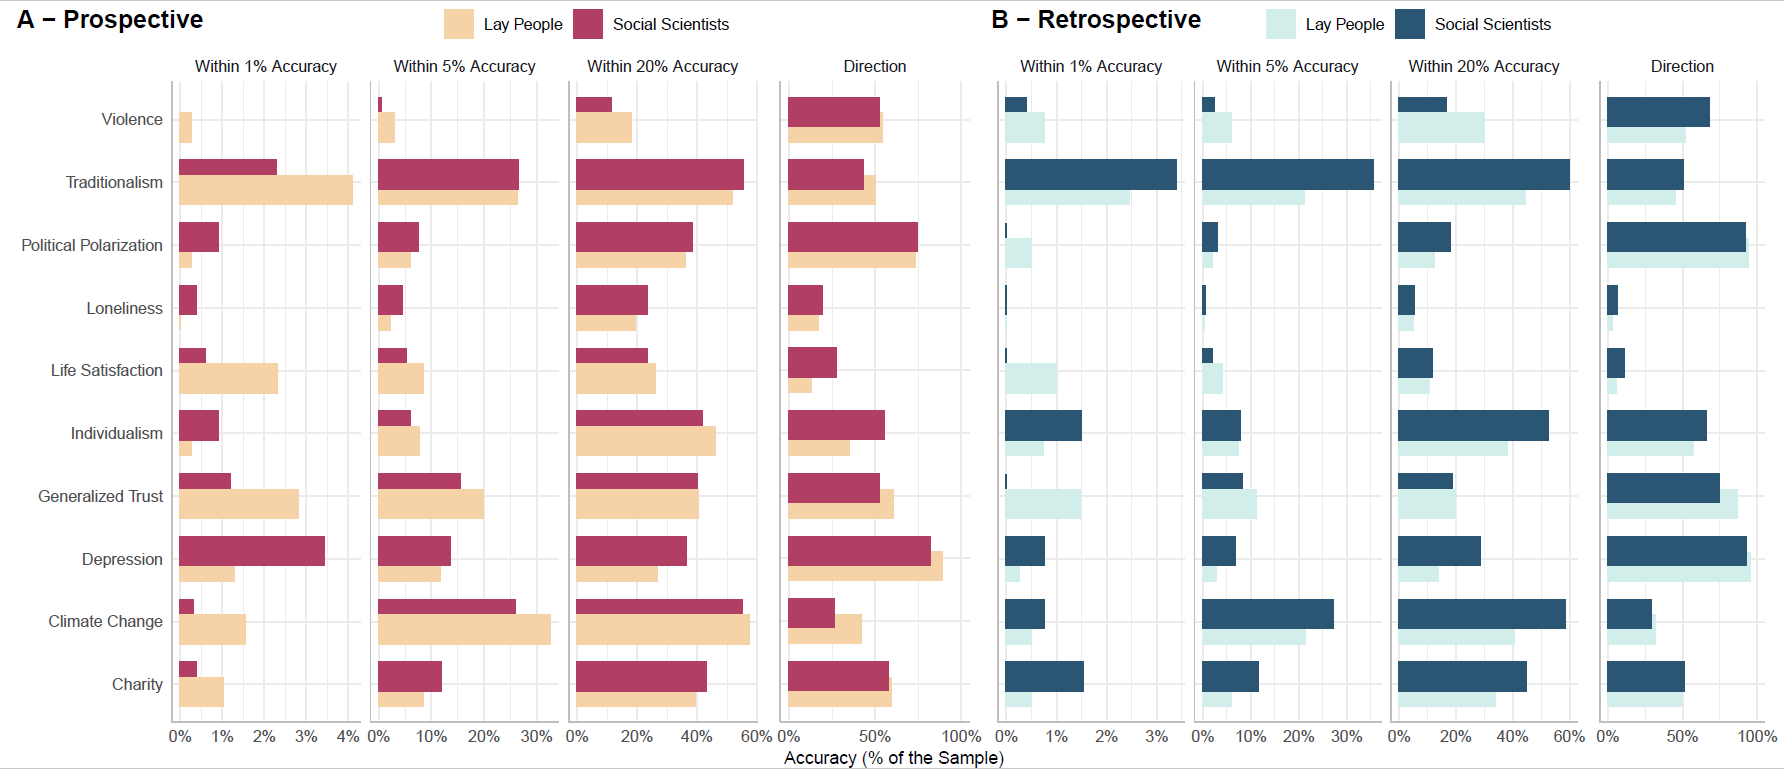 A – Prospective
Lay People
Social Scientists
B – Retrospective
Lay People
Social Scientists
Within 1% Accuracy
Within 5% Accuracy
Within 20% Accuracy
Direction
Within 1% Accuracy
Within 5% Accuracy
Within 20% Accuracy
Direction
Violence
Traditionalism
Political Polarization
Loneliness
Life Satisfaction
Individualism
Generalized Trust
Depression
Climate Change
Charity
0% 1% 2% 3% 4%
0% 10% 20% 30%
0% 20% 40% 60%
0% 50% 100%
0% 1% 2% 3%
0% 10% 20% 30%
0% 20% 40% 60%
0% 50% 100%
Accuracy (% of the Sample)